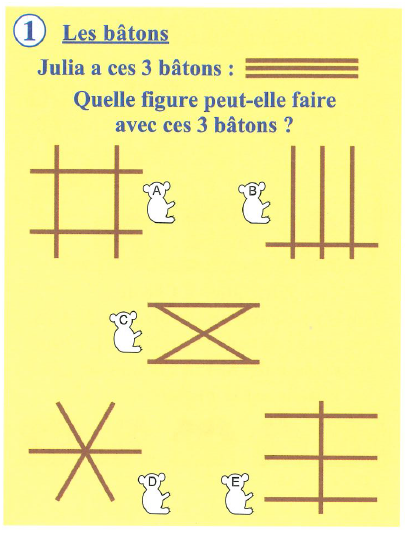 1 Les bâtons
Julia a ces 3 bâtons :
Quelle figure peut-elle faire
avec ces 3 bâtons ?
A
B
C
D
E